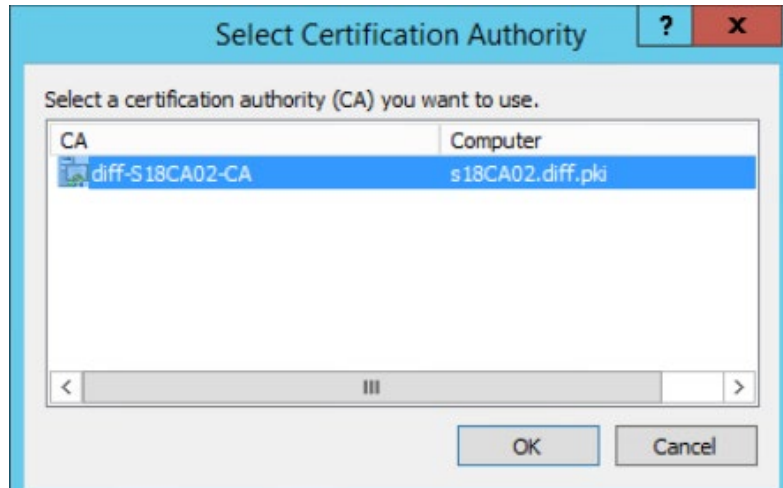 Select Certification Authority
? x
Select a certification authority (CA) you want to use.
CA Computer
diff-S18CA02-CA s18CA02.diff.pki
OK Cancel